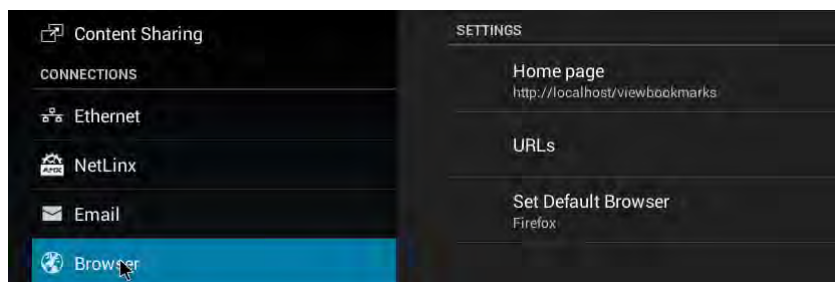 Content Sharing
CONNECTIONS
Ethernet
NetLinx
Email
Browser
SETTINGS
Home page
http://localhost/viewbookmarks
URLs
Set Default Browser
Firefox